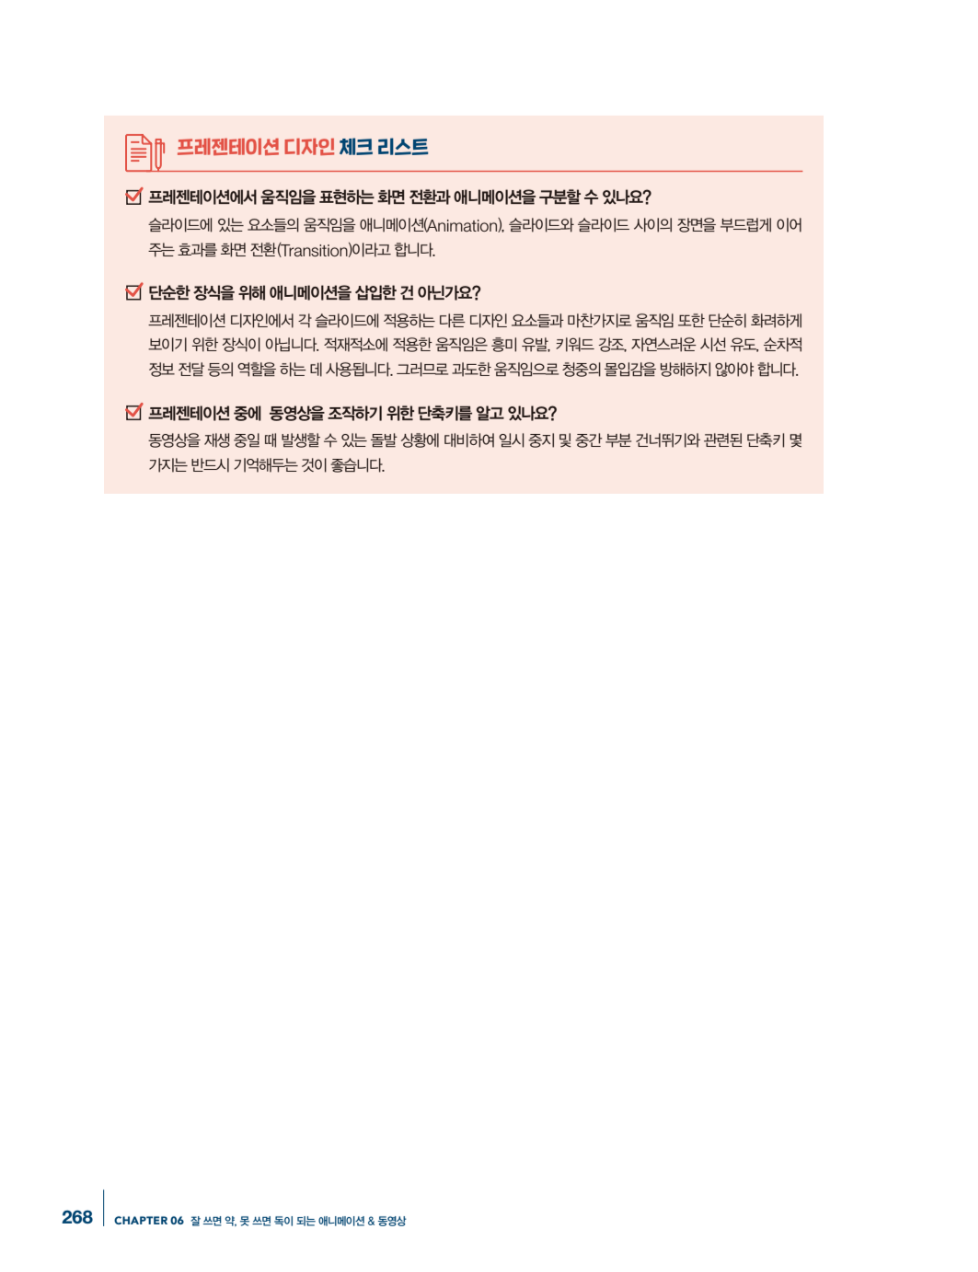 프레젠테이션 디자인 체크 리스트
프레젠테이션에서 움직임을 표현하는 화면 전환과 애니메이션을 구분할 수 있나요?
슬라이드에 있는 요소들의 움직임을 애니메이션(Animation), 슬라이드와 슬라이드 사이의 장면을 부드럽게 이어
주는 효과를 화면 전환(Transition)이라고 합니다.
단순한 장식을 위해 애니메이션을 삽입한 건 아닌가요?
프레젠테이션 디자인에서 각 슬라이드에 적용하는 다른 디자인 요소들과 마찬가지로 움직임 또한 단순히 화려하게
보이기 위한 장식이 아닙니다. 적재적소에 적용한 움직임은 흥미 유발, 키워드 강조, 자연스러운 시선 유도, 순차적
정보 전달 등의 역할을 하는 데 사용됩니다. 그러므로 과도한 움직임으로 청중의 몰입감을 방해하지 않아야 합니다.
프레젠테이션 중에 동영상을 조작하기 위한 단축키를 알고 있나요?
동영상을 재생 중일 때 발생할 수 있는 돌발 상황에 대비하여 일시 중지 및 중간 부분 건너뛰기와 관련된 단축키 몇
가지는 반드시 기억해두는 것이 좋습니다.
268 CHAPTER 06 잘 쓰면 약, 못 쓰면 독이 되는 애니메이션 & 동영상